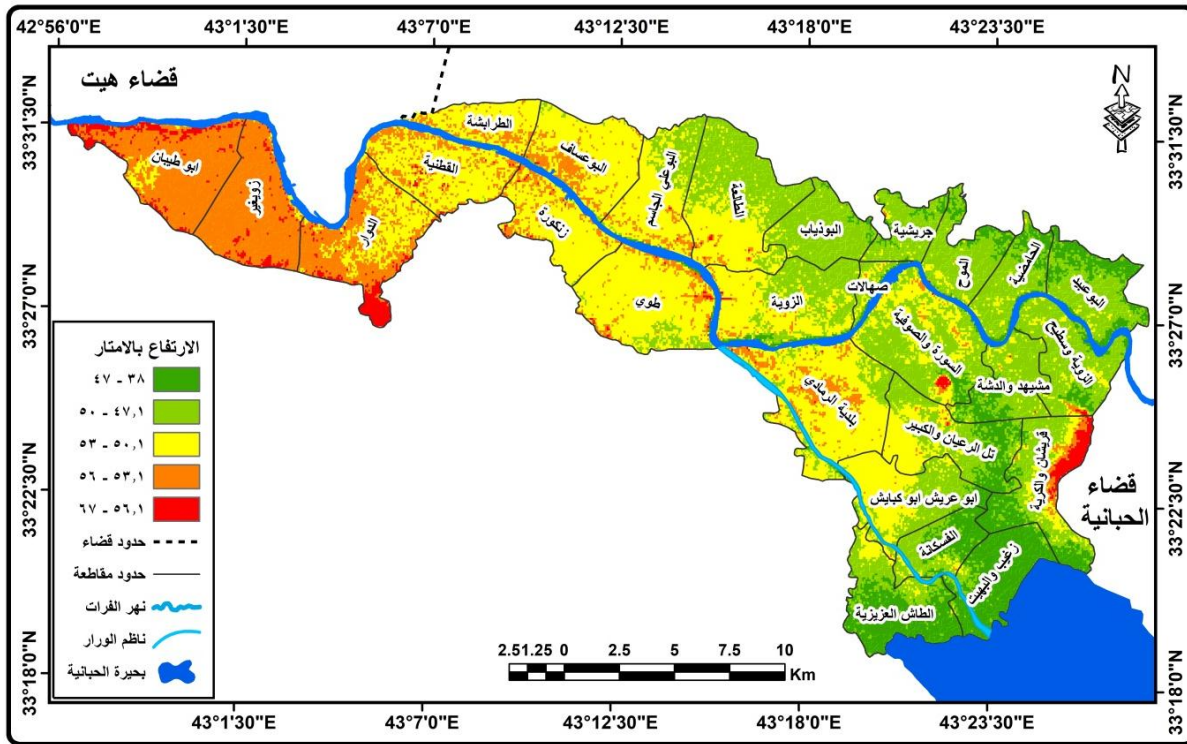 42°56'0"E 43°1'30"E 43°7'0"E 43°12'30"E 43°18'0"E 43°23'30"E
قضاء هيت
N
33°31'30"N
33°31'30"N
الطرابشة
البوعساف
ابو طيبان
القطنية
البوعلي الجاسم
الطالعة
زويغير
الدوار
زنكورة
البوذياب
جريشية
الموح
الحامضية
البوعبيد
33°27'0"N
33°27'0"N
طوي
الزوية
صهالات
السورة والصوفية
الزوية وسطيح
مشيهد والدشة
بلدية الرمادي
تل الرعيان والكبير
قريشان والكرية
قضاء
الحبانية
33°22'30"N
33°22'30"N
ابو عريش ابو كبايش
الفسكانة
زغيب والبهيت
الطاش العزيزية
الارتفاع بالامتار
٣٨ - ٤٧
٤٧,١ - ٥٠
٥٠,١ - ٥٣
٥٣,١ - ٥٦
٥٦,١ - ٦٧
حدود قضاء
حدود مقاطعة
نهر الفرات
ناظم الورار
بحيرة الحبانية
2.5 1.25 0 2.5 5 7.5 10
Km
33°18'0"N
33°18'0"N
43°1'30"E 43°7'0"E 43°12'30"E 43°18'0"E 43°23'30"E